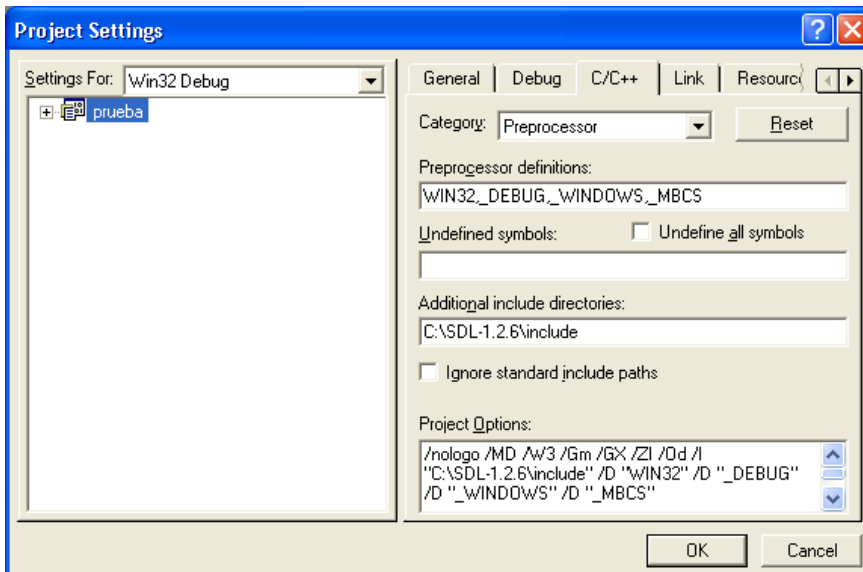 Project Settings
Settings For: Win32 Debug
prueba
General Debug C/C++ Link Resourc
Category: Preprocessor Reset
Preprocessor definitions:
WIN32,_DEBUG,_WINDOWS,_MBCS
Undefined symbols: Undefine all symbols
Additional include directories:
C:\SDL-1.2.6\include
Ignore standard include paths
Project Options:
/nologo /MD /W3 /Gm /GX /ZI /Od /I
"C:\SDL-1.2.6\include" /D "WIN32" /D "_DEBUG"
/D "_WINDOWS" /D "_MBCS"
OK Cancel